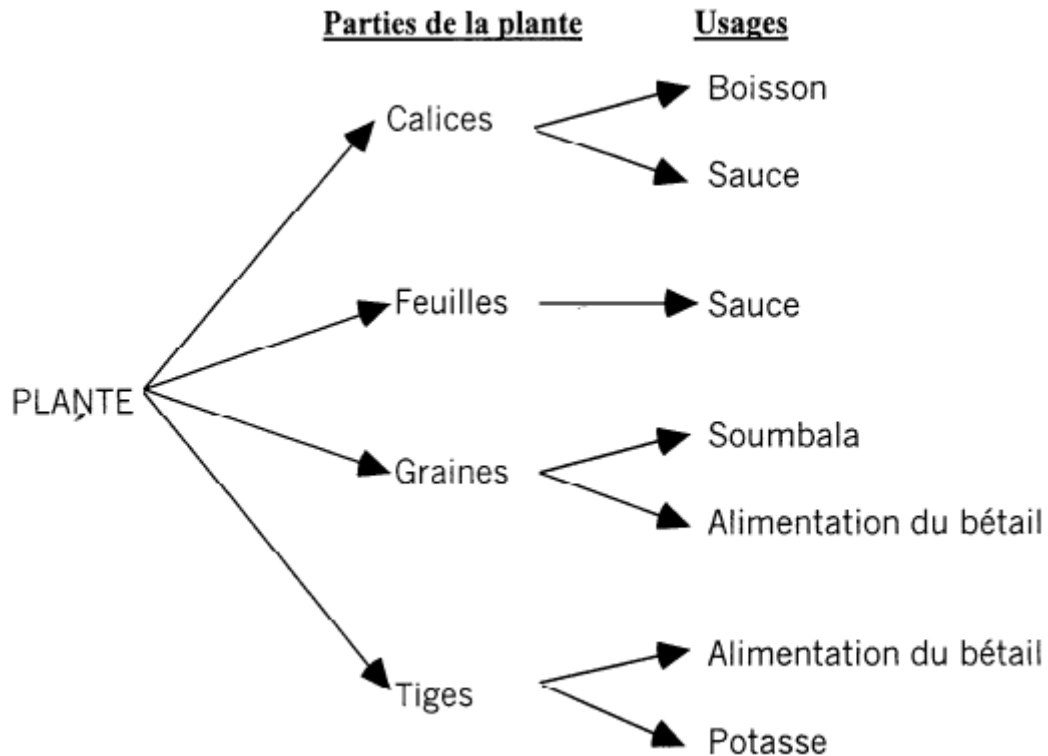 Parties de la plante Usages
Boisson
Calices
Sauce
Feuilles Sauce
PLANTE
Soumbala
Graines
Alimentation du bétail
Alimentation du bétail
Tiges
Potasse